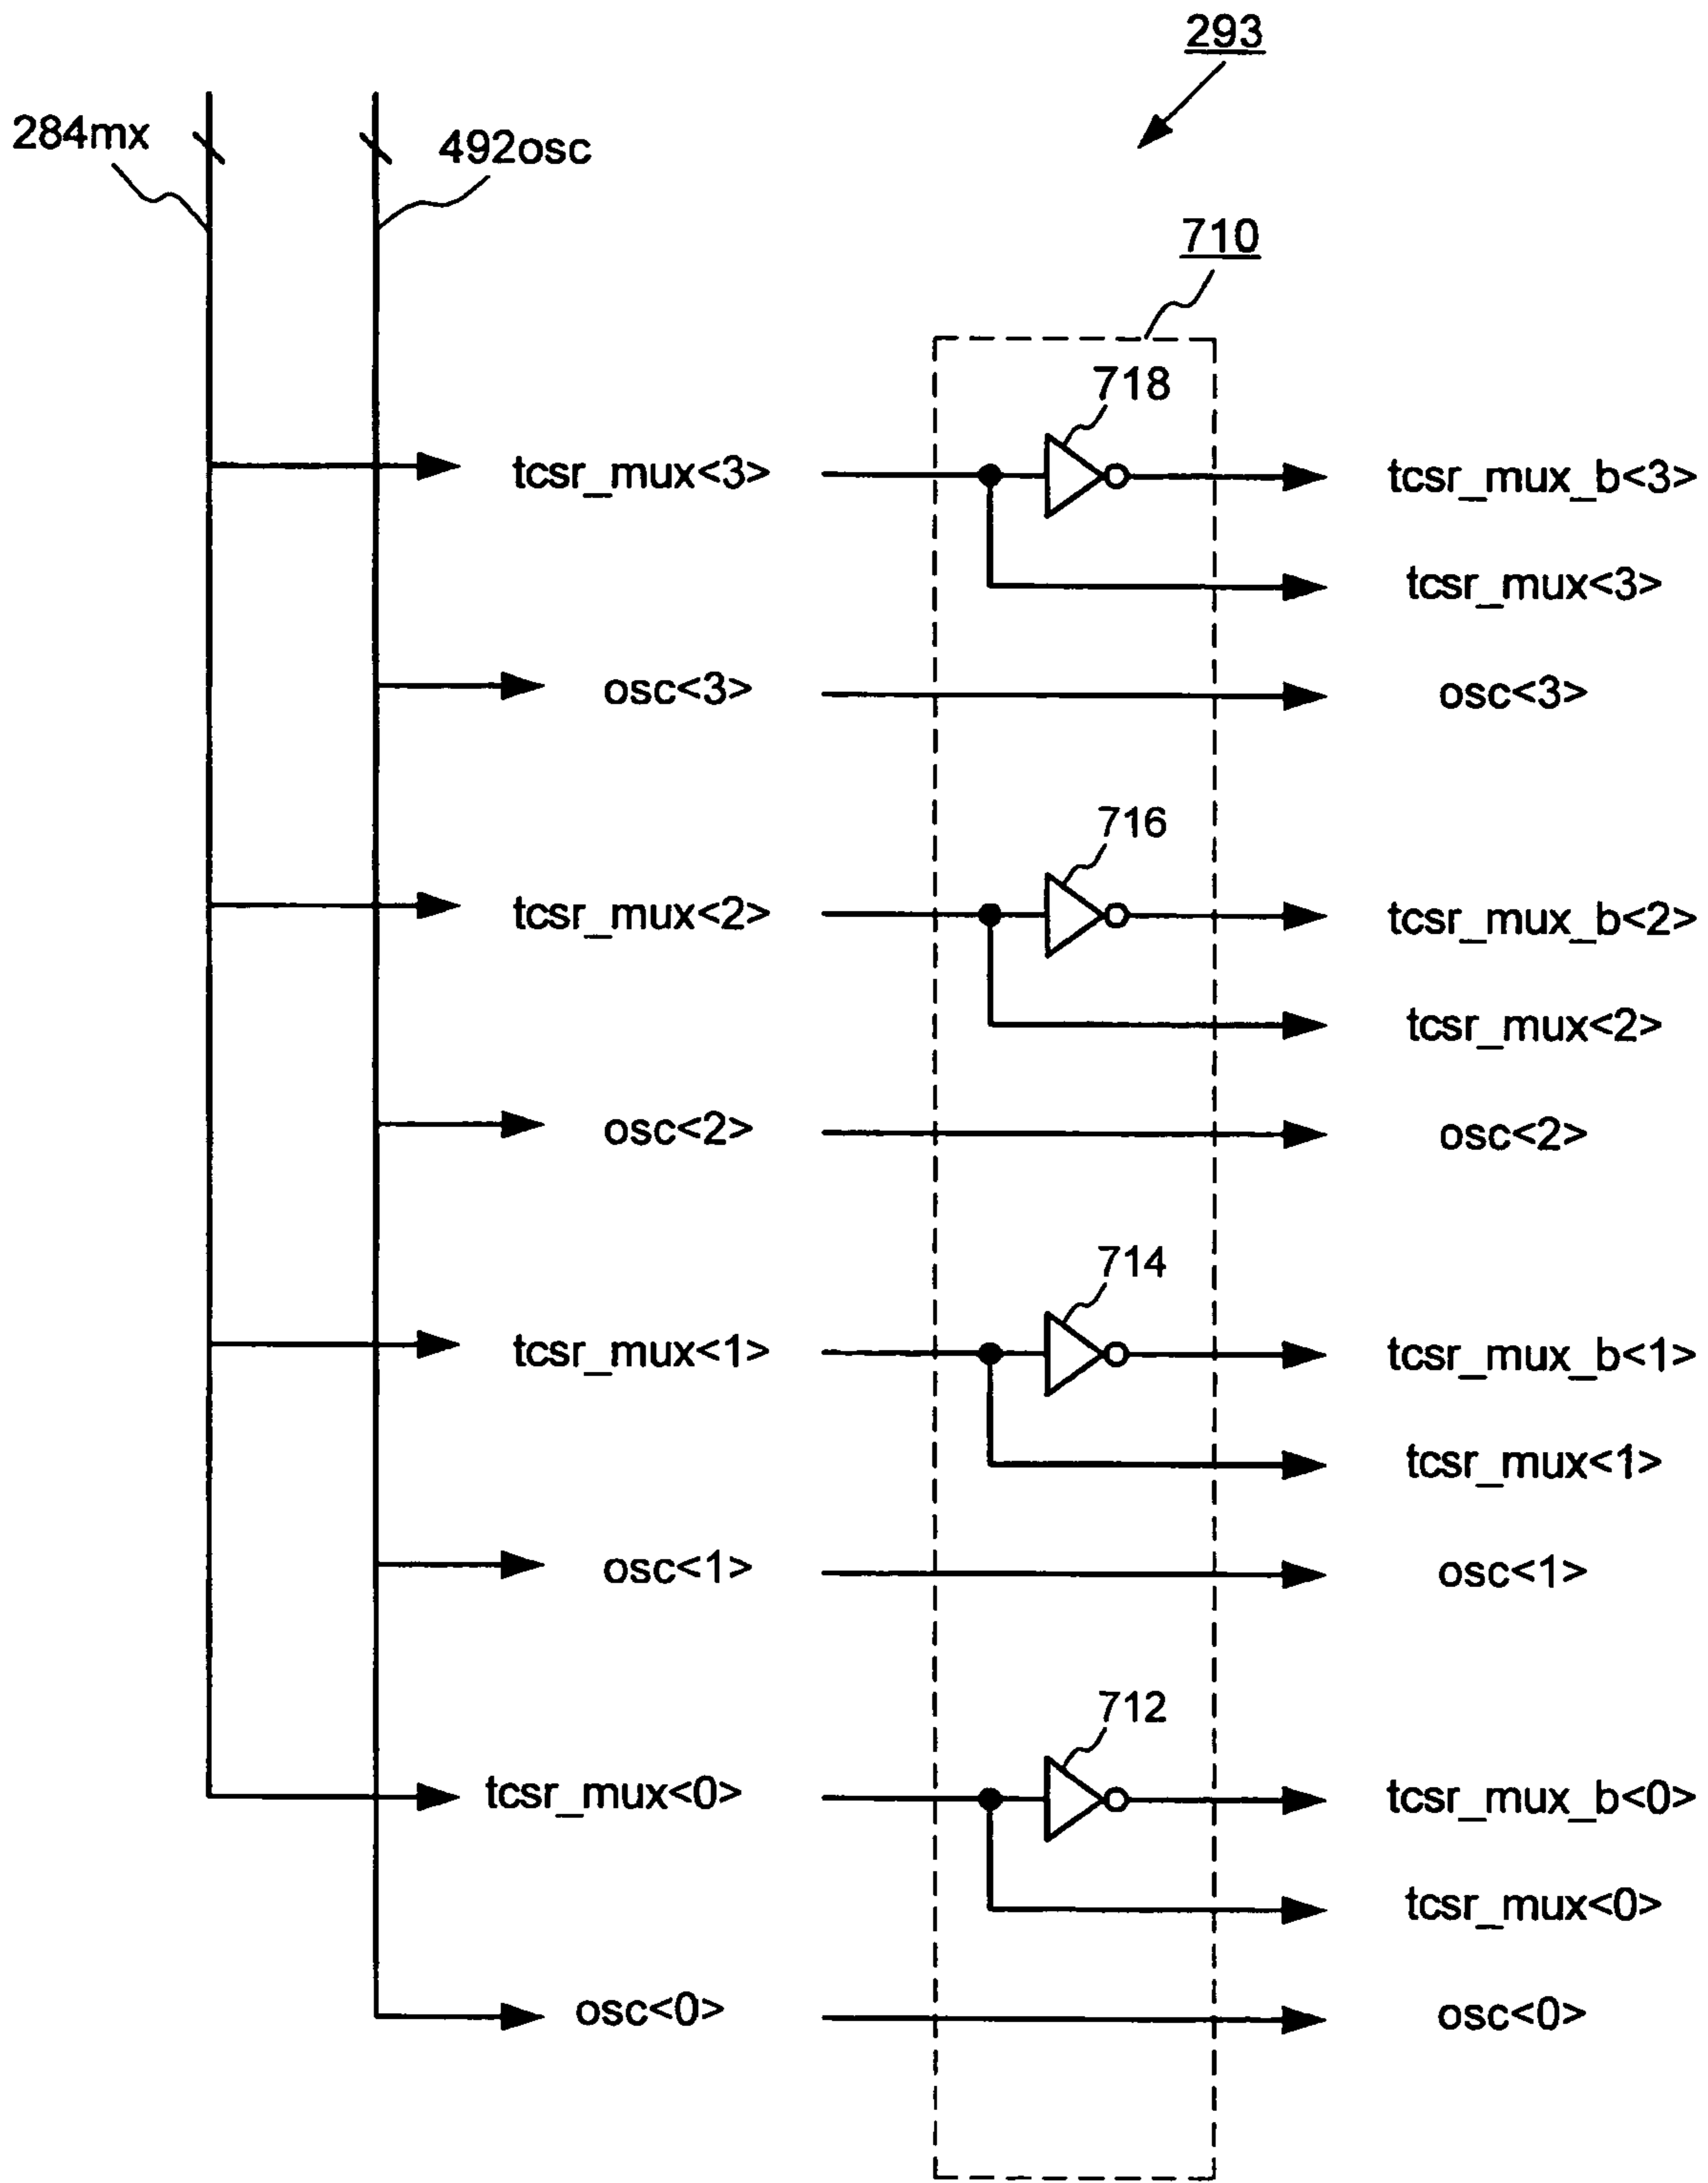 293
284mx
492osc
710
718
tcsr_mux<3> tcsr_mux_b<3>
tcsr_mux<3>
osc<3> osc<3>
716
tcsr_mux<2> tcsr_mux_b<2>
tcsr_mux<2>
osc<2> osc<2>
714
tcsr_mux<1> tcsr_mux_b<1>
tcsr_mux<1>
osc<1> osc<1>
712
tcsr_mux<0> tcsr_mux_b<0>
tcsr_mux<0>
osc<0> osc<0>